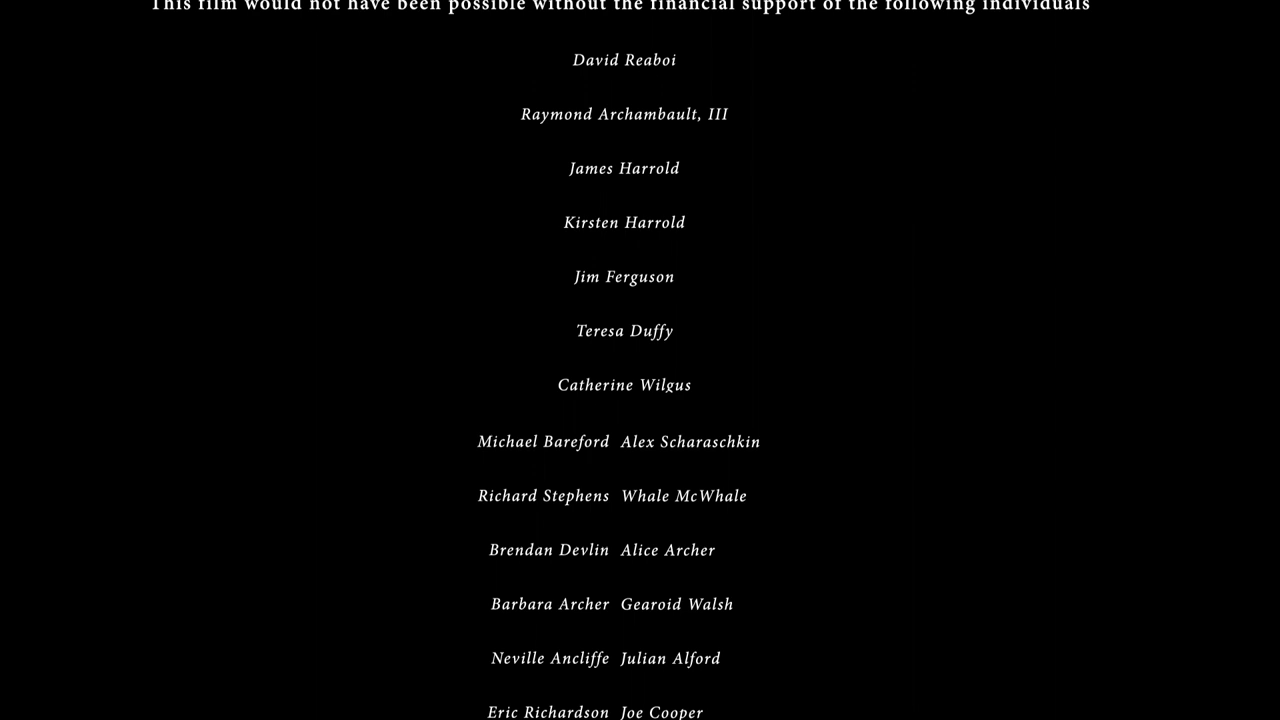 This film would not have been possible without the financial support of the following individuals
David Reaboi
Raymond Archambault, III
James Harrold
Kirsten Harrold
Jim Ferguson
Teresa Duffy
Catherine Wilgus
Michael Bareford Alex Scharaschkin
Richard Stephens Whale McWhale
Brendan Devlin Alice Archer
Barbara Archer Gearoid Walsh
Neville Ancliffe Julian Alford
Eric Richardson Joe Cooper